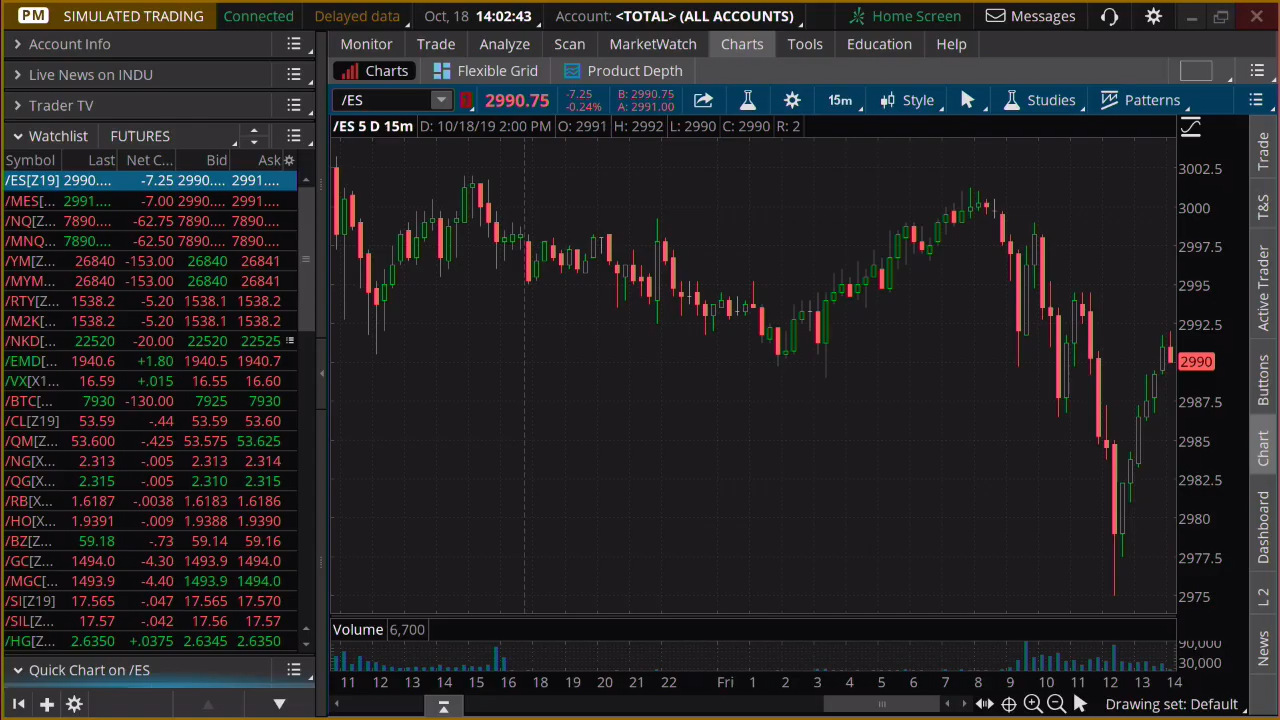 PM SIMULATED TRADING Connected Delayed data Oct, 18 14:02:43 Account: <TOTAL> (ALL ACCOUNTS) Home Screen Messages
Account Info
Live News on INDU
Trader TV
Watchlist FUTURES
Symbol Last Net C... Bid Ask
/ES[Z19] 2990.... -7.25 2990.... 2991....
/MES[... 2991.... -7.00 2990.... 2991....
/NQ[Z... 7890.... -62.75 7890.... 7890....
/MNQ... 7890.... -62.50 7890.... 7890....
/YM[Z... 26840 -153.00 26840 26841
/MYM... 26840 -153.00 26840 26841
/RTY[Z... 1538.2 -5.20 1538.1 1538.2
/M2K[... 1538.2 -5.20 1538.1 1538.2
/NKD[... 22520 -20.00 22520 22525
/EMD[... 1940.6 +1.80 1940.5 1940.7
/VX[X1... 16.59 +.015 16.55 16.60
/BTC[... 7930 -130.00 7925 7930
/CL[Z19] 53.59 -.44 53.59 53.60
/QM[Z... 53.600 -.425 53.575 53.625
/NG[X... 2.313 -.005 2.313 2.314
/QG[Z... 2.315 -.005 2.310 2.315
/RB[X... 1.6187 -.0038 1.6183 1.6186
/HO[X... 1.9391 -.009 1.9388 1.9390
/BZ[Z... 59.18 -.73 59.14 59.16
/GC[Z... 1494.0 -4.30 1493.9 1494.0
/MGC[... 1493.9 -4.40 1493.9 1494.0
/SI[Z19] 17.565 -.047 17.565 17.570
/SIL[Z... 17.57 -.042 17.56 17.57
/HG[Z... 2.6350 +.0375 2.6345 2.6350
Quick Chart on /ES
Monitor Trade Analyze Scan MarketWatch Charts Tools Education Help
Charts Flexible Grid Product Depth
/ES 2990.75 -7.25 -0.24% B: 2990.75 A: 2991.00 15m Style Studies Patterns
/ES 5 D 15m D: 10/18/19 2:00 PM O: 2991 H: 2992 L: 2990 C: 2990 R: 2
3002.5
3000
2997.5
2995
2992.5
2990
2987.5
2985
2982.5
2980
2977.5
2975
Volume 6,700
90,000
30,000
11 12 13 14 15 16 18 19 20 21 22 Fri 1 2 3 4 5 6 7 8 9 10 11 12 13 14
Drawing set: Default
Trade
T&S
Active Trader
Buttons
Chart
Dashboard
L 2
News